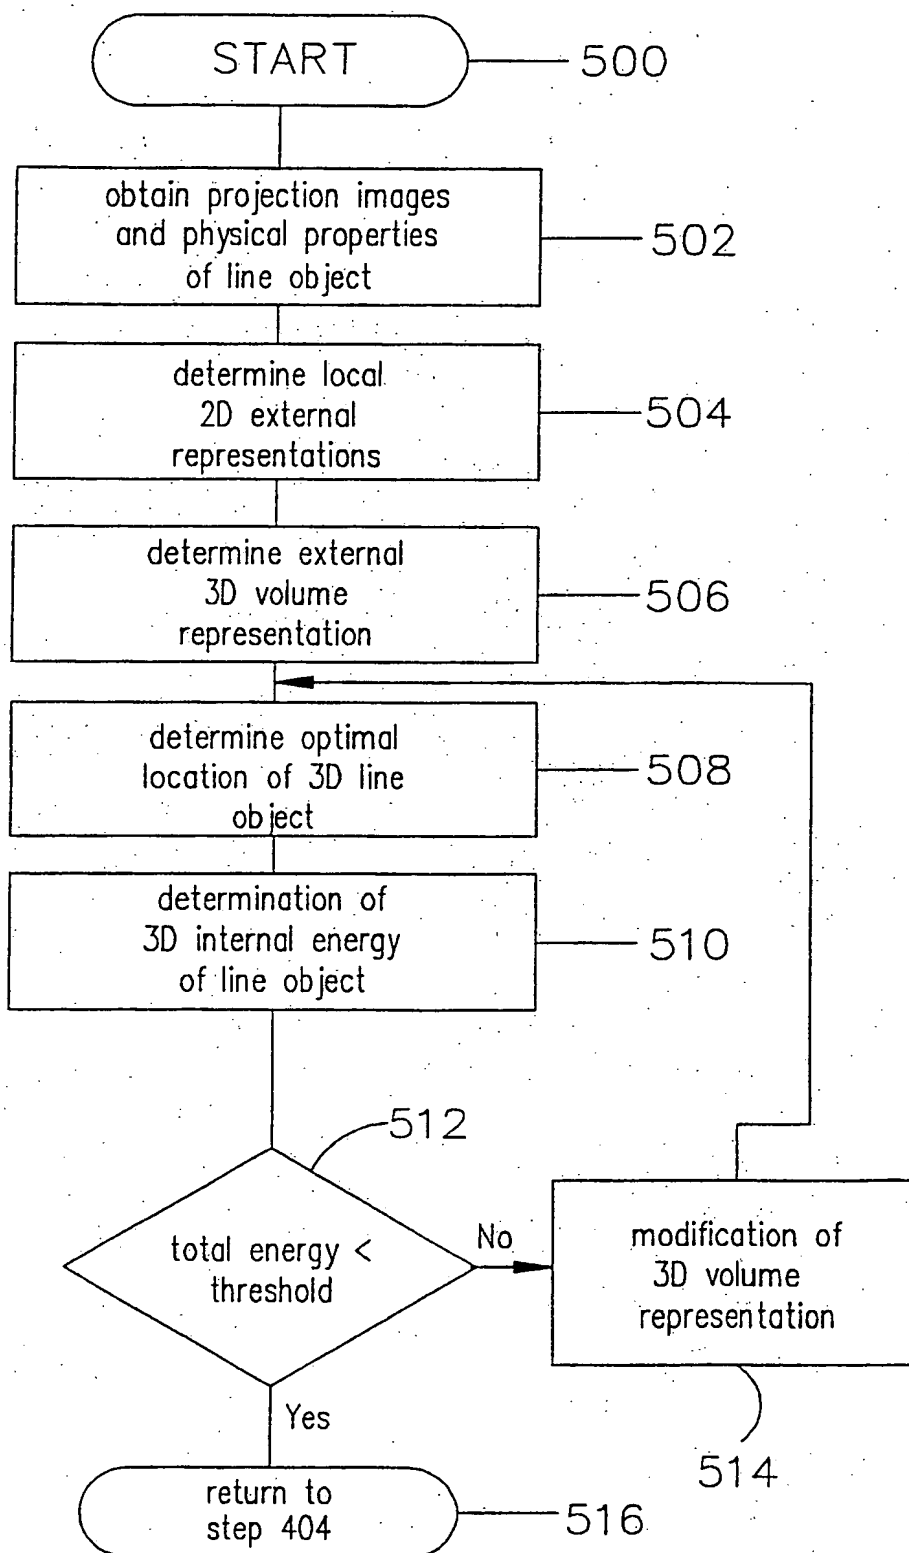 START
500
obtain projection images
and physical properties
of line object
502
determine local
2D external
representations
504
determine external
3D volume
representation
506
determine optimal
location of 3D line
object
508
determination of
3D internal energy
of line object
510
512
total energy <
threshold
No
modification of
3D volume
representation
514
Yes
return to
step 404
516